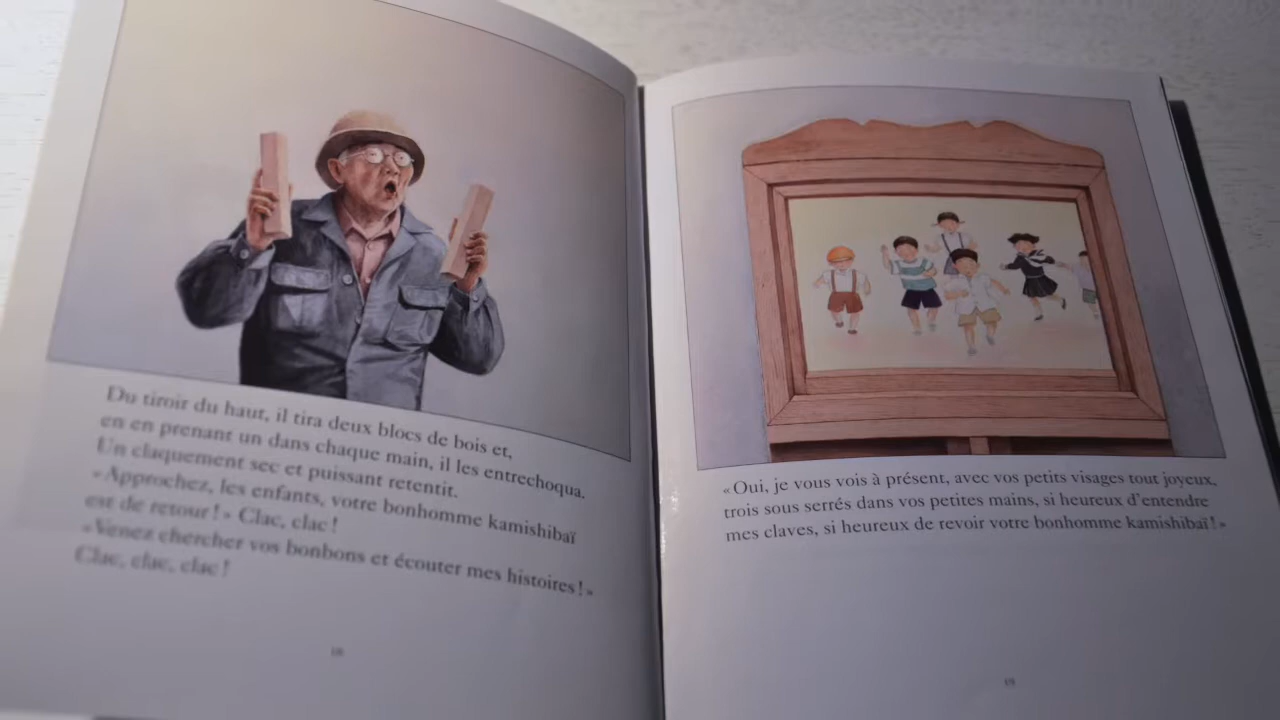 Du tiroir du haut, il tira deux blocs de bois et,
en en prenant un dans chaque main, il les entrechoqua.
Un claquement sec et puissant retentit.
« Approchez, les enfants, votre bonhomme kamishibaï
est de retour ! » Clac, clac !
« Venez chercher vos bonbons et écouter mes histoires ! »
Clac, clac, clac !
18
« Oui, je vous vois à présent, avec vos petits visages tout joyeux,
trois sous serrés dans vos petites mains, si heureux d'entendre
mes claves, si heureux de revoir votre bonhomme kamishibaï ! »
19